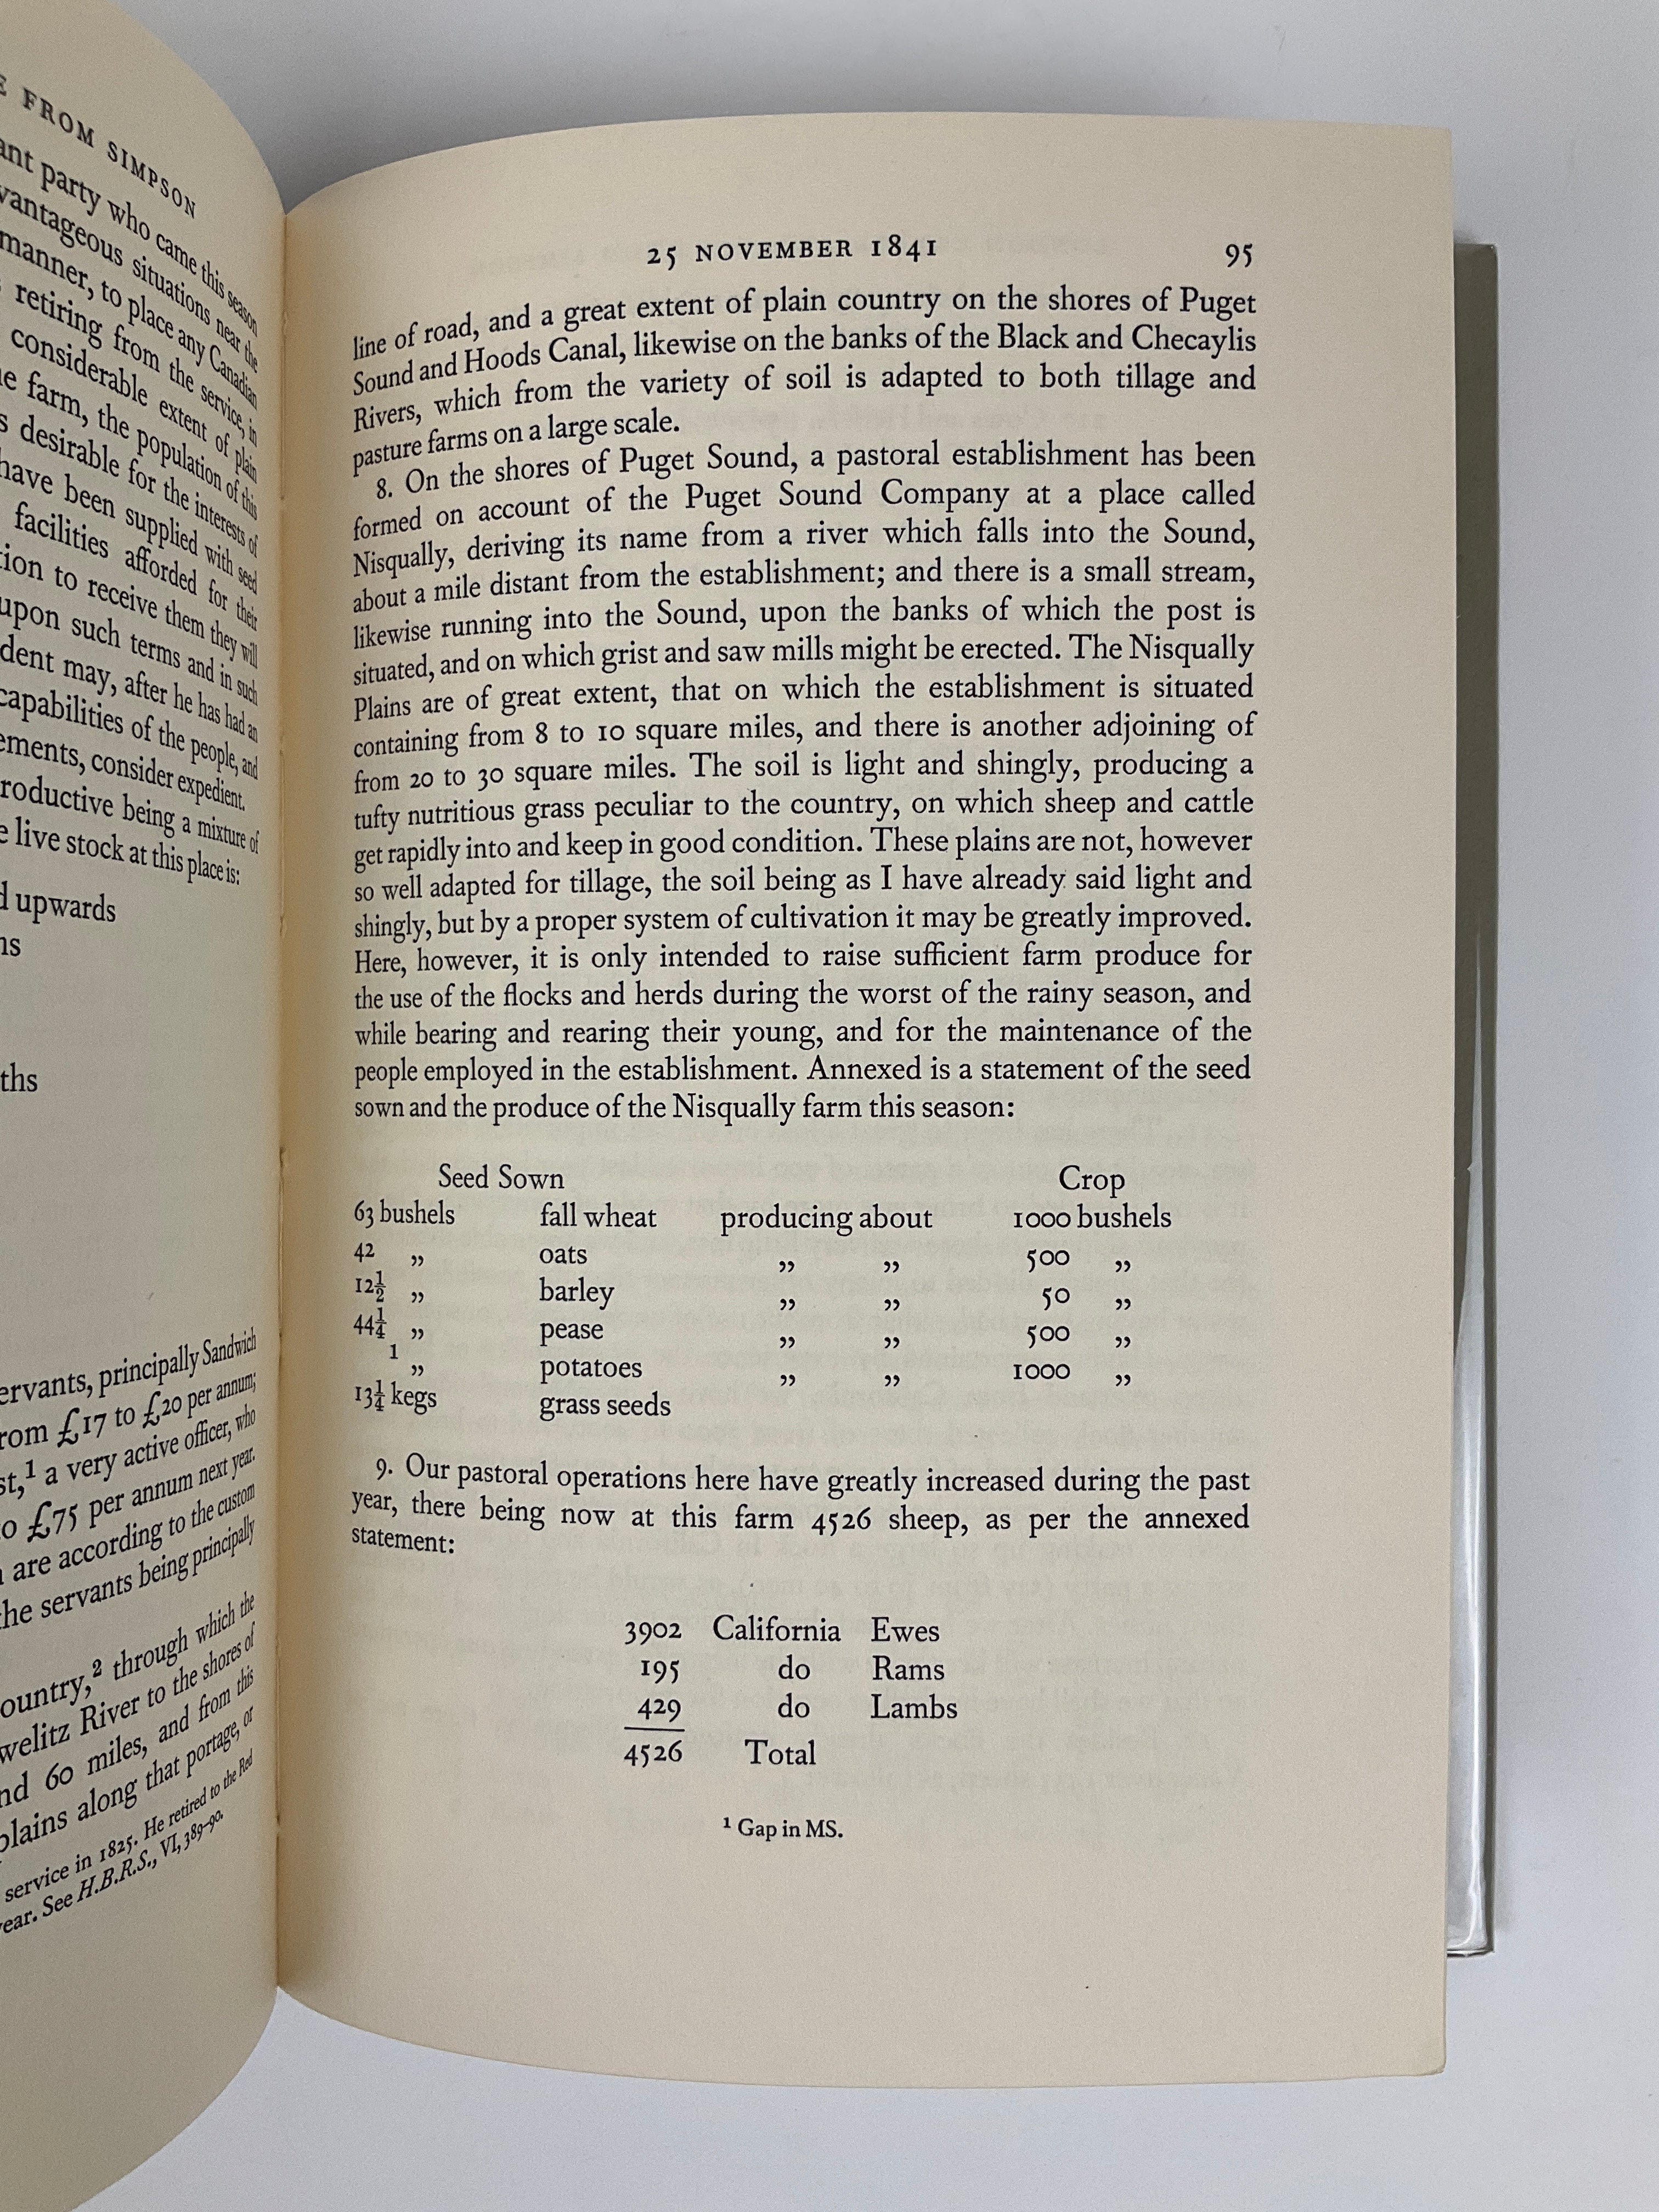 E FROM SIMPSON
ant party who came this season
vantageous situations near the
manner, to place any Canadian
retiring from the service, in
considerable extent of plain
e farm, the population of this
s desirable for the interests of
have been supplied with seed
facilities afforded for their
tion to receive them they will
upon such terms and in such
dent may, after he has had an
capabilities of the people, and
ements, consider expedient.
roductive being a mixture of
e live stock at this place is:
d upwards
ns
ths
ervants, principally Sandwich
rom £17 to £20 per annum;
st,¹ a very active officer, who
o £75 per annum next year.
n are according to the custom
he servants being principally
ountry,² through which the
welitz River to the shores of
nd 60 miles, and from this
plains along that portage, or
service in 1825. He retired to the Red
year. See H.B.R.S., VI, 389–90.
25 NOVEMBER 1841 95
line of road, and a great extent of plain country on the shores of Puget
Sound and Hoods Canal, likewise on the banks of the Black and Checaylis
Rivers, which from the variety of soil is adapted to both tillage and
pasture farms on a large scale.
8. On the shores of Puget Sound, a pastoral establishment has been
formed on account of the Puget Sound Company at a place called
Nisqually, deriving its name from a river which falls into the Sound,
about a mile distant from the establishment; and there is a small stream,
likewise running into the Sound, upon the banks of which the post is
situated, and on which grist and saw mills might be erected. The Nisqually
Plains are of great extent, that on which the establishment is situated
containing from 8 to 10 square miles, and there is another adjoining of
from 20 to 30 square miles. The soil is light and shingly, producing a
tufty nutritious grass peculiar to the country, on which sheep and cattle
get rapidly into and keep in good condition. These plains are not, however
so well adapted for tillage, the soil being as I have already said light and
shingly, but by a proper system of cultivation it may be greatly improved.
Here, however, it is only intended to raise sufficient farm produce for
the use of the flocks and herds during the worst of the rainy season, and
while bearing and rearing their young, and for the maintenance of the
people employed in the establishment. Annexed is a statement of the seed
sown and the produce of the Nisqually farm this season:
Seed Sown Crop
63 bushels fall wheat producing about 1000 bushels
42 „ oats „ „ 500 „
12½ „ barley „ „ 50 „
44¼ „ pease „ „ 500 „
¹ „ potatoes „ „ 1000 „
13¼ kegs grass seeds
9. Our pastoral operations here have greatly increased during the past
year, there being now at this farm 4526 sheep, as per the annexed
statement:
3902 California Ewes
195 do Rams
429 do Lambs
4526 Total
¹ Gap in MS.